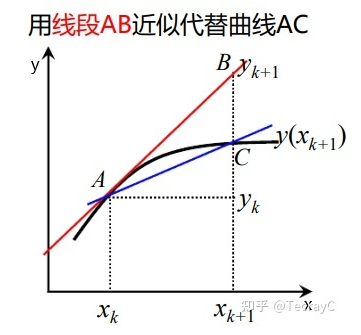 用线段AB近似代替曲线AC
y
B y_{k+1}
y(x_{k+1})
A
C
y_k
x
x_k
x_{k+1}
知乎 @TerrayC